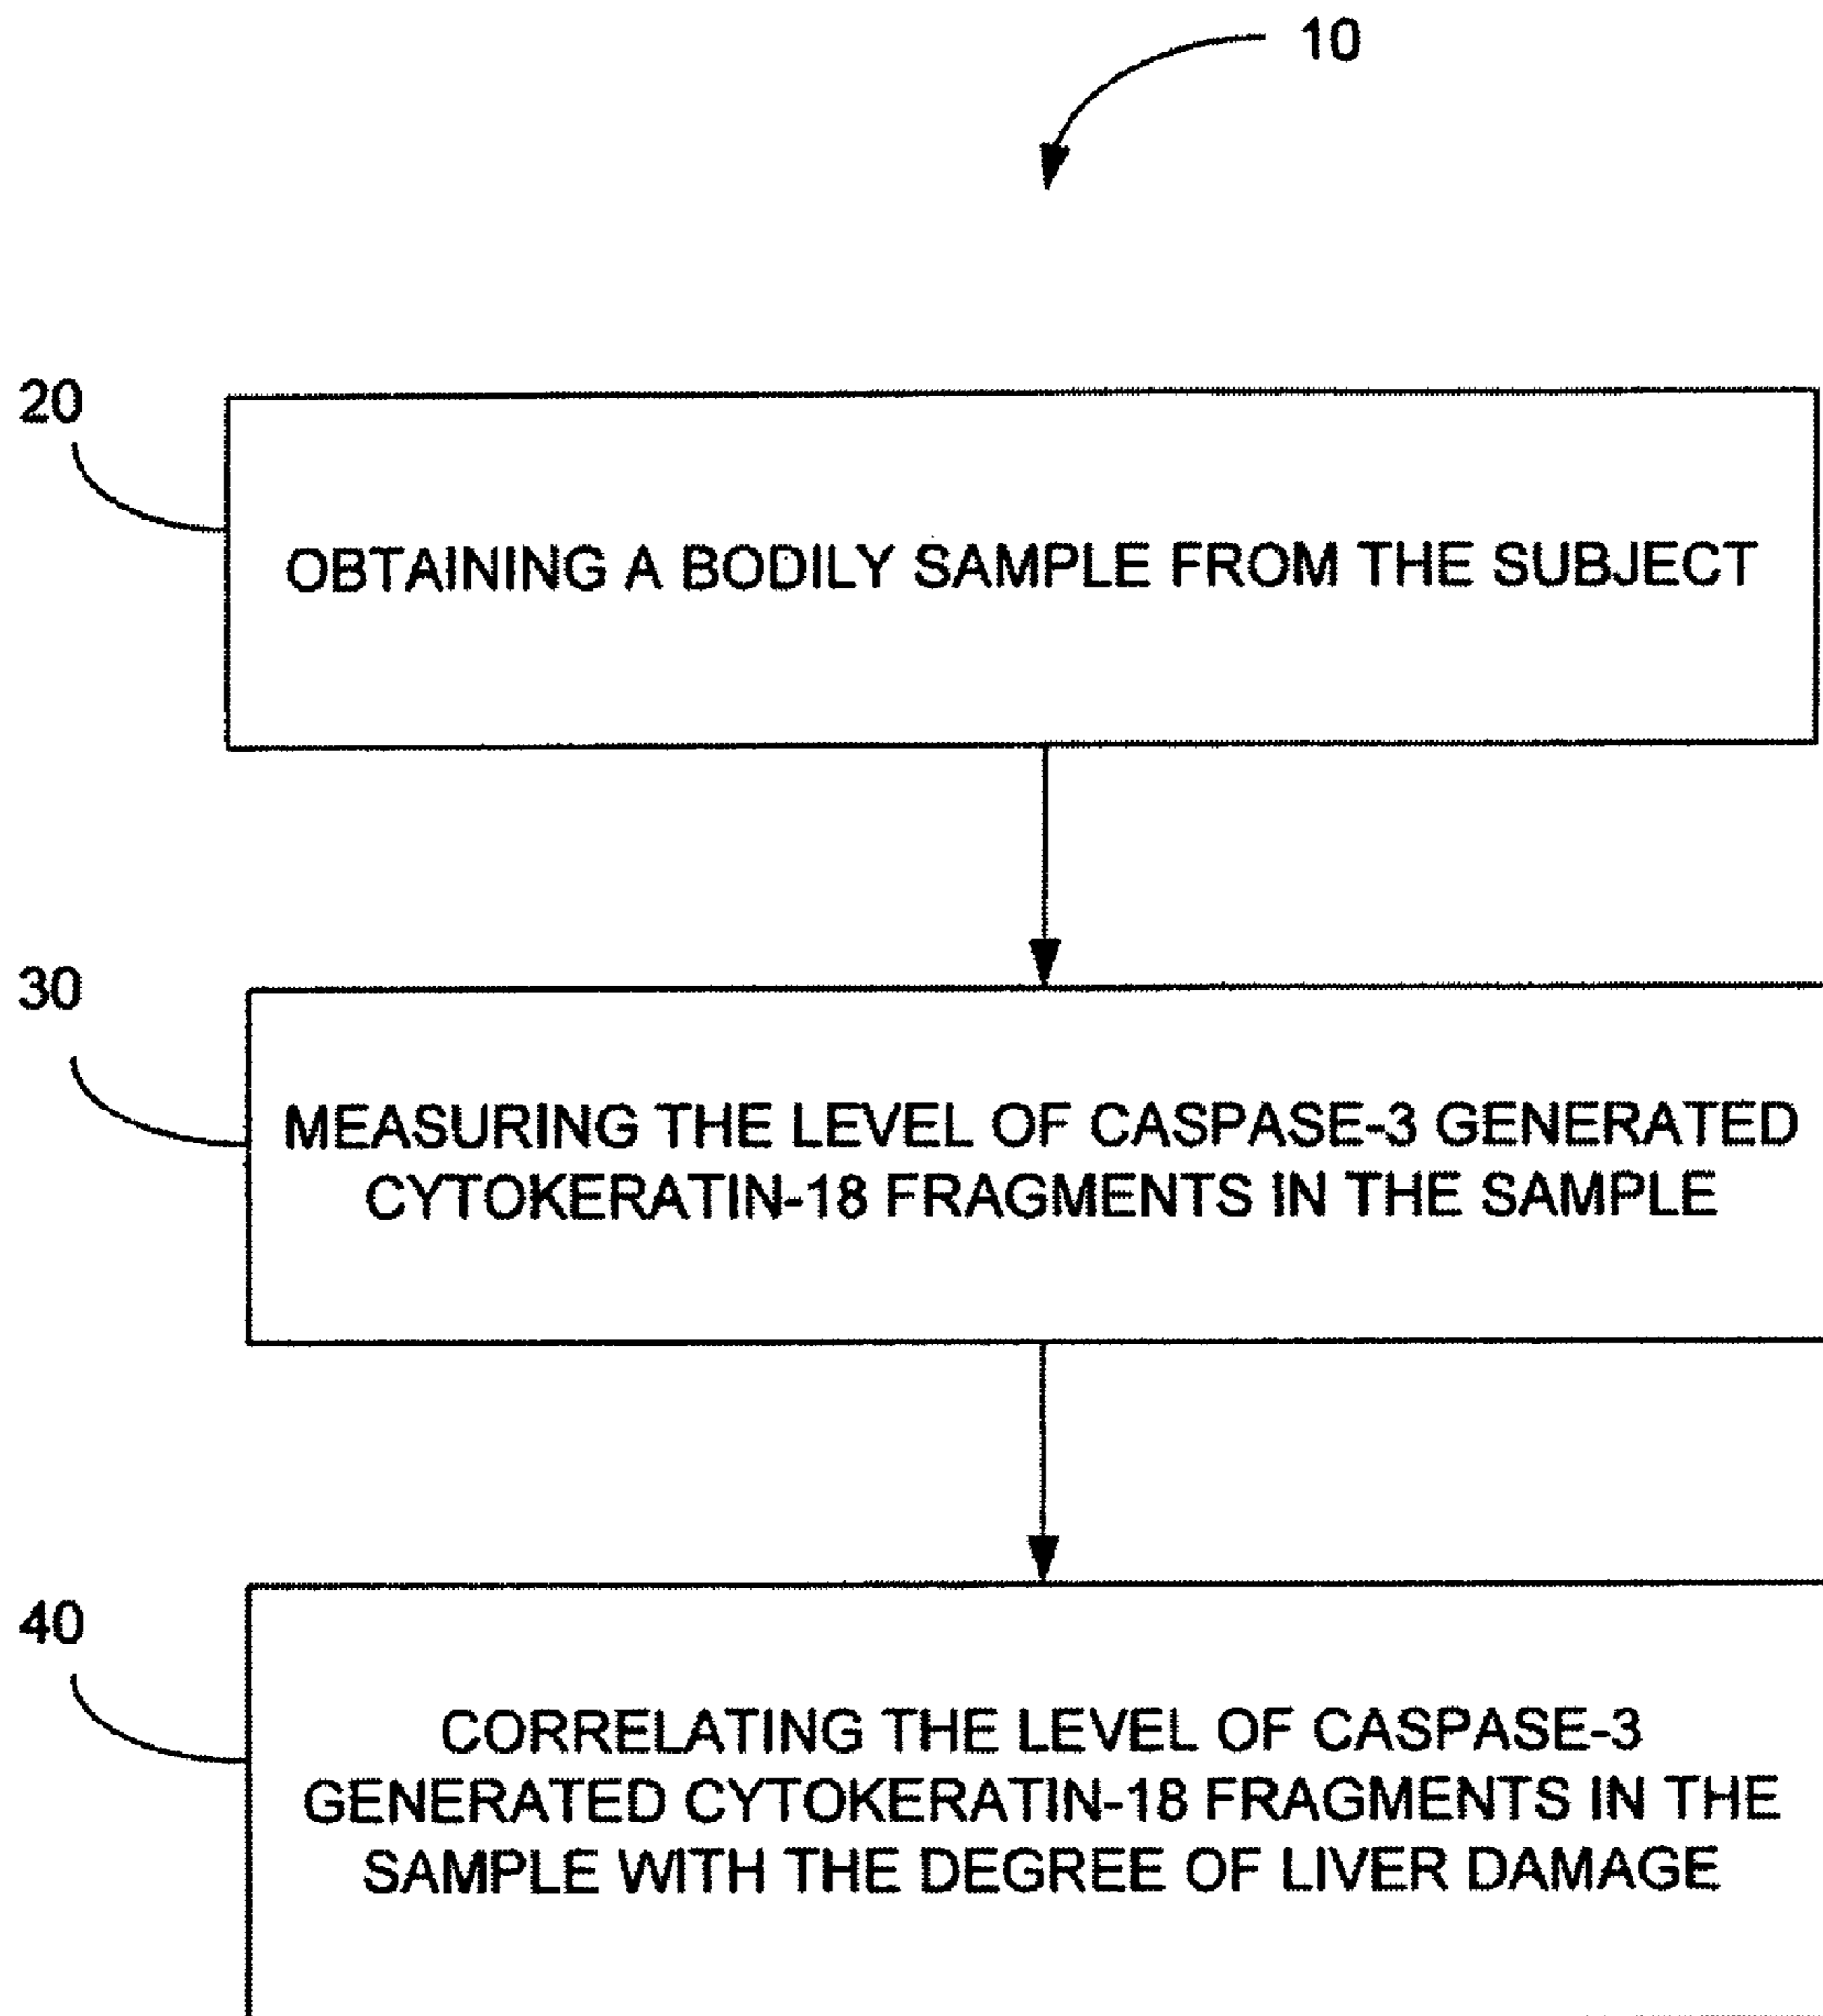 10
20
OBTAINING A BODILY SAMPLE FROM THE SUBJECT
30
MEASURING THE LEVEL OF CASPASE-3 GENERATED
CYTOKERATIN-18 FRAGMENTS IN THE SAMPLE
40
CORRELATING THE LEVEL OF CASPASE-3
GENERATED CYTOKERATIN-18 FRAGMENTS IN THE
SAMPLE WITH THE DEGREE OF LIVER DAMAGE